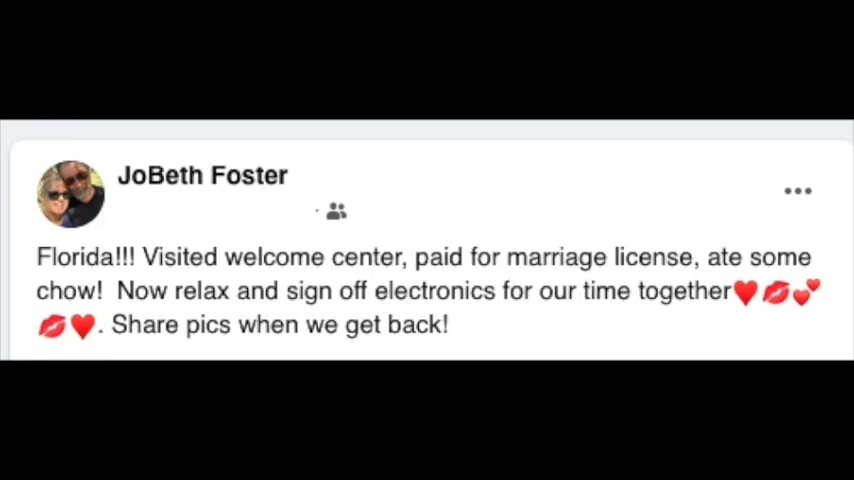 JoBeth Foster
Florida!!! Visited welcome center, paid for marriage license, ate some
chow!  Now relax and sign off electronics for our time together❤️💋💕
💋❤️. Share pics when we get back!